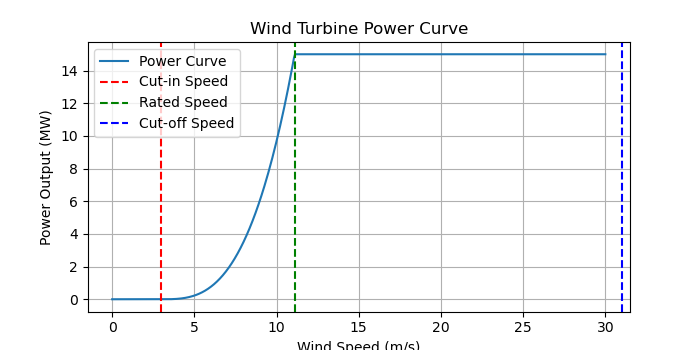 Wind Turbine Power Curve
Power Curve
Cut-in Speed
Rated Speed
Cut-off Speed
Power Output (MW)
14
12
10
8
6
4
2
0
0 5 10 15 20 25 30
Wind Speed (m/s)